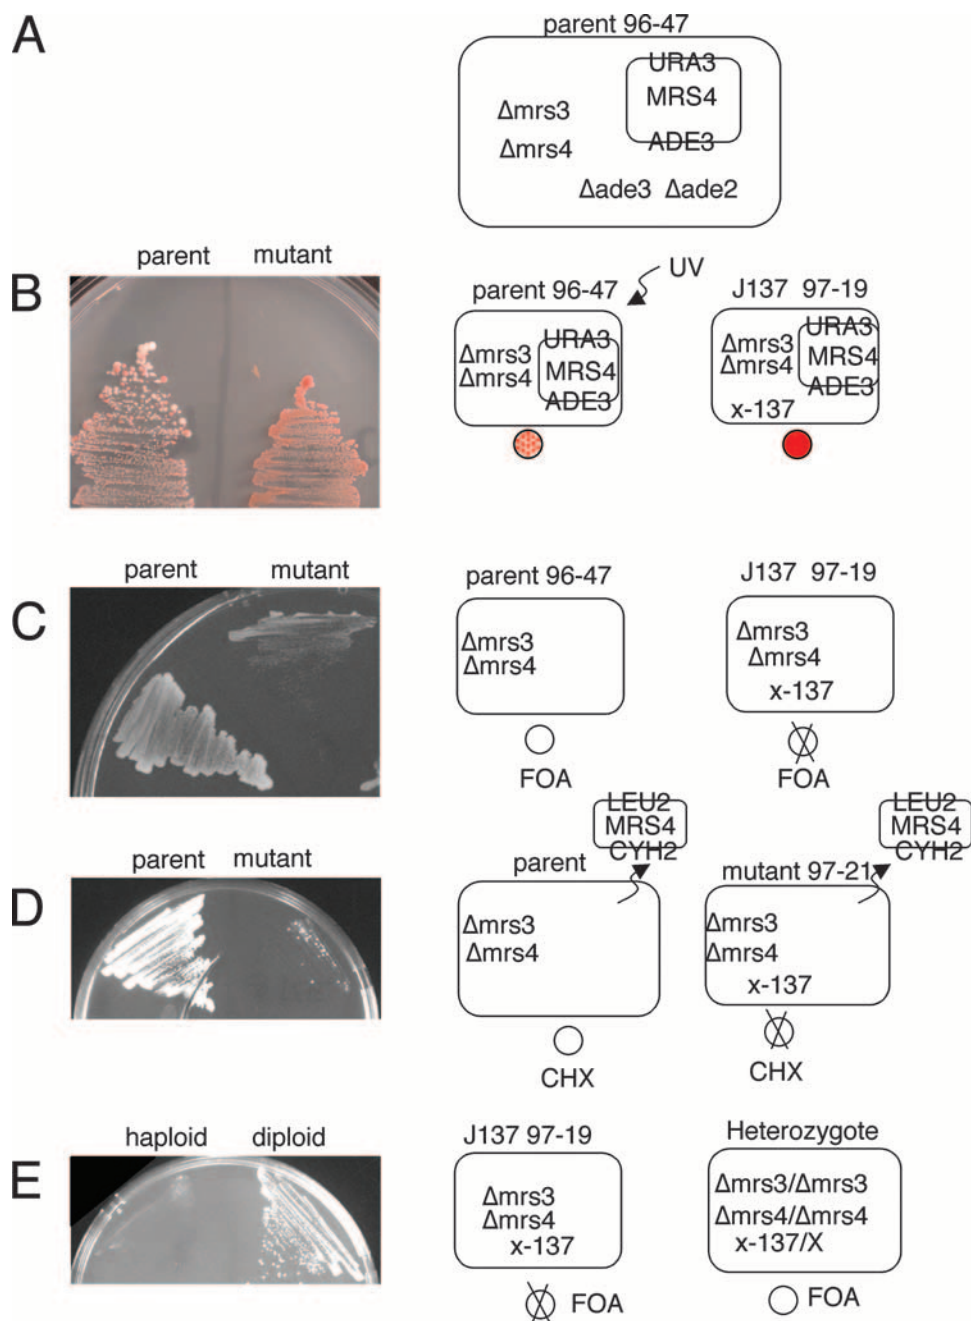 A
parent 96-47
URA3
MRS4
ADE3
Δmrs3
Δmrs4
Δade3 Δade2
B
parent mutant
parent 96-47
UV
J137 97-19
Δmrs3
Δmrs4
URA3
MRS4
ADE3
Δmrs3
Δmrs4
x-137
URA3
MRS4
ADE3
C
parent mutant
parent 96-47
J137 97-19
Δmrs3
Δmrs4
Δmrs3
Δmrs4
x-137
FOA
FOA
D
parent mutant
LEU2
MRS4
CYH2
LEU2
MRS4
CYH2
parent
mutant 97-21
Δmrs3
Δmrs4
Δmrs3
Δmrs4
x-137
CHX
CHX
E
haploid diploid
J137 97-19
Heterozygote
Δmrs3
Δmrs4
x-137
Δmrs3/Δmrs3
Δmrs4/Δmrs4
x-137/X
FOA
FOA